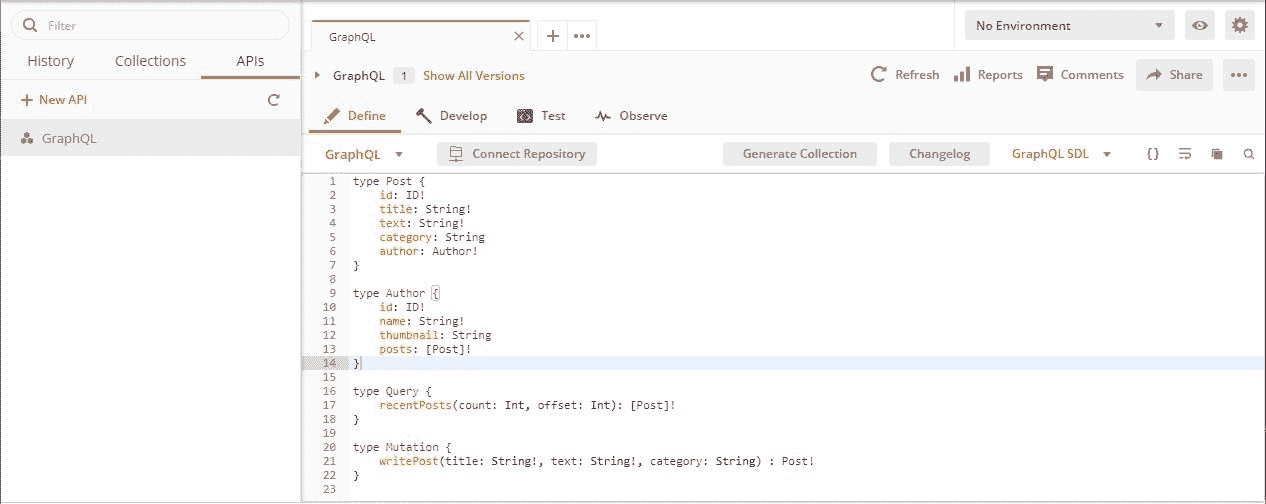 Filter
History Collections APIs
+ New API
GraphQL
GraphQL
No Environment
GraphQL 1 Show All Versions
Refresh Reports Comments Share
Define Develop Test Observe
GraphQL Connect Repository Generate Collection Changelog GraphQL SDL {}
1 type Post {
2 id: ID!
3 title: String!
4 text: String!
5 category: String
6 author: Author!
7 }
8
9 type Author {
10 id: ID!
11 name: String!
12 thumbnail: String
13 posts: [Post]!
14 }
15
16 type Query {
17 recentPosts(count: Int, offset: Int): [Post]!
18 }
19
20 type Mutation {
21 writePost(title: String!, text: String!, category: String) : Post!
22 }
23